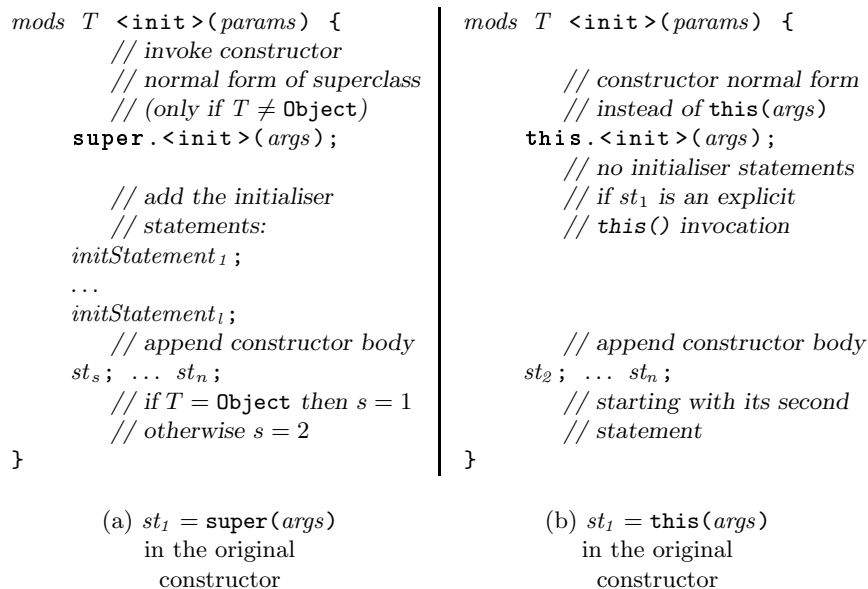 mods T <init>(params) {
// invoke constructor
// normal form of superclass
// (only if T ≠ Object)
super.<init>(args);
// add the initialiser
// statements:
initStatement₁;
...
initStatementₗ;
// append constructor body
stₛ; ... stₙ;
// if T = Object then s = 1
// otherwise s = 2
}
(a) st₁ = super(args)
in the original
constructor
mods T <init>(params) {
// constructor normal form
// instead of this(args)
this.<init>(args);
// no initialiser statements
// if st₁ is an explicit
// this() invocation
// append constructor body
st₂; ... stₙ;
// starting with its second
// statement
}
(b) st₁ = this(args)
in the original
constructor